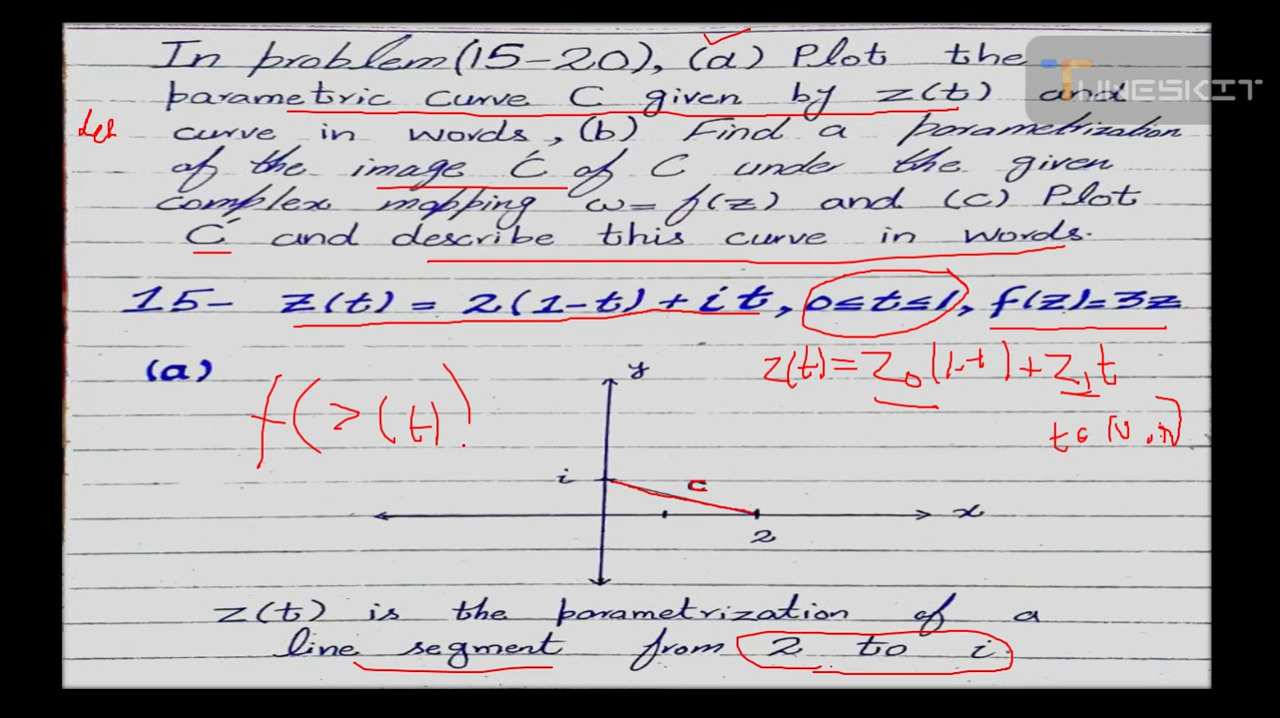 In problem(15-20), (a) Plot the
TUNESKIT
parametric curve C given by z(t) and
curve in words, (b) Find a parametrization
of the image C' of C under the given
complex mapping w = f(z) and (c) Plot
C' and describe this curve in words.
15- z(t) = 2(1-t) + it, 0≤t≤1, f(z)=3z
(a)
y
z(t) = z₀(1-t) + z₁t
f(z(t))
i
C
x
2
z(t) is the parametrization of a
line segment from 2 to i.